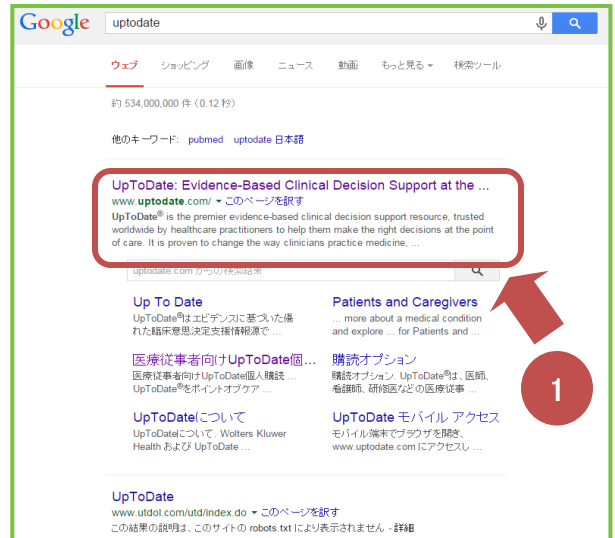 Google uptodate
ウェブ ショッピング 画像 ニュース 動画 もっと見る 検索ツール
約 534,000,000 件 (0.12 秒)
他のキーワード: pubmed uptodate 日本語
UpToDate: Evidence-Based Clinical Decision Support at the ...
www.uptodate.com/ このページを訳す
UpToDate® is the premier evidence-based clinical decision support resource, trusted
worldwide by healthcare practitioners to help them make the right decisions at the point
of care. It is proven to change the way clinicians practice medicine, ...
uptodate.com からの検索結果
Up To Date
UpToDate®はエビデンスに基づいた優
れた臨床意思決定支援情報源で ...
Patients and Caregivers
... more about a medical condition
and explore ... for Patients and ...
医療従事者向けUpToDate個...
医療従事者向けUpToDate個人購読 ...
UpToDate®をポイントオブケア ...
購読オプション
購読オプション. UpToDate®は、医師、
看護師、研修医などの医療従事 ...
1
UpToDateについて
UpToDateについて. Wolters Kluwer
Health および UpToDate ...
UpToDate モバイル アクセス
モバイル端末でブラウザを開き、
www.uptodate.com にアクセスし ...
UpToDate
www.utdol.com/utd/index.do このページを訳す
この結果の説明は、このサイトの robots.txt により表示されません - 詳細